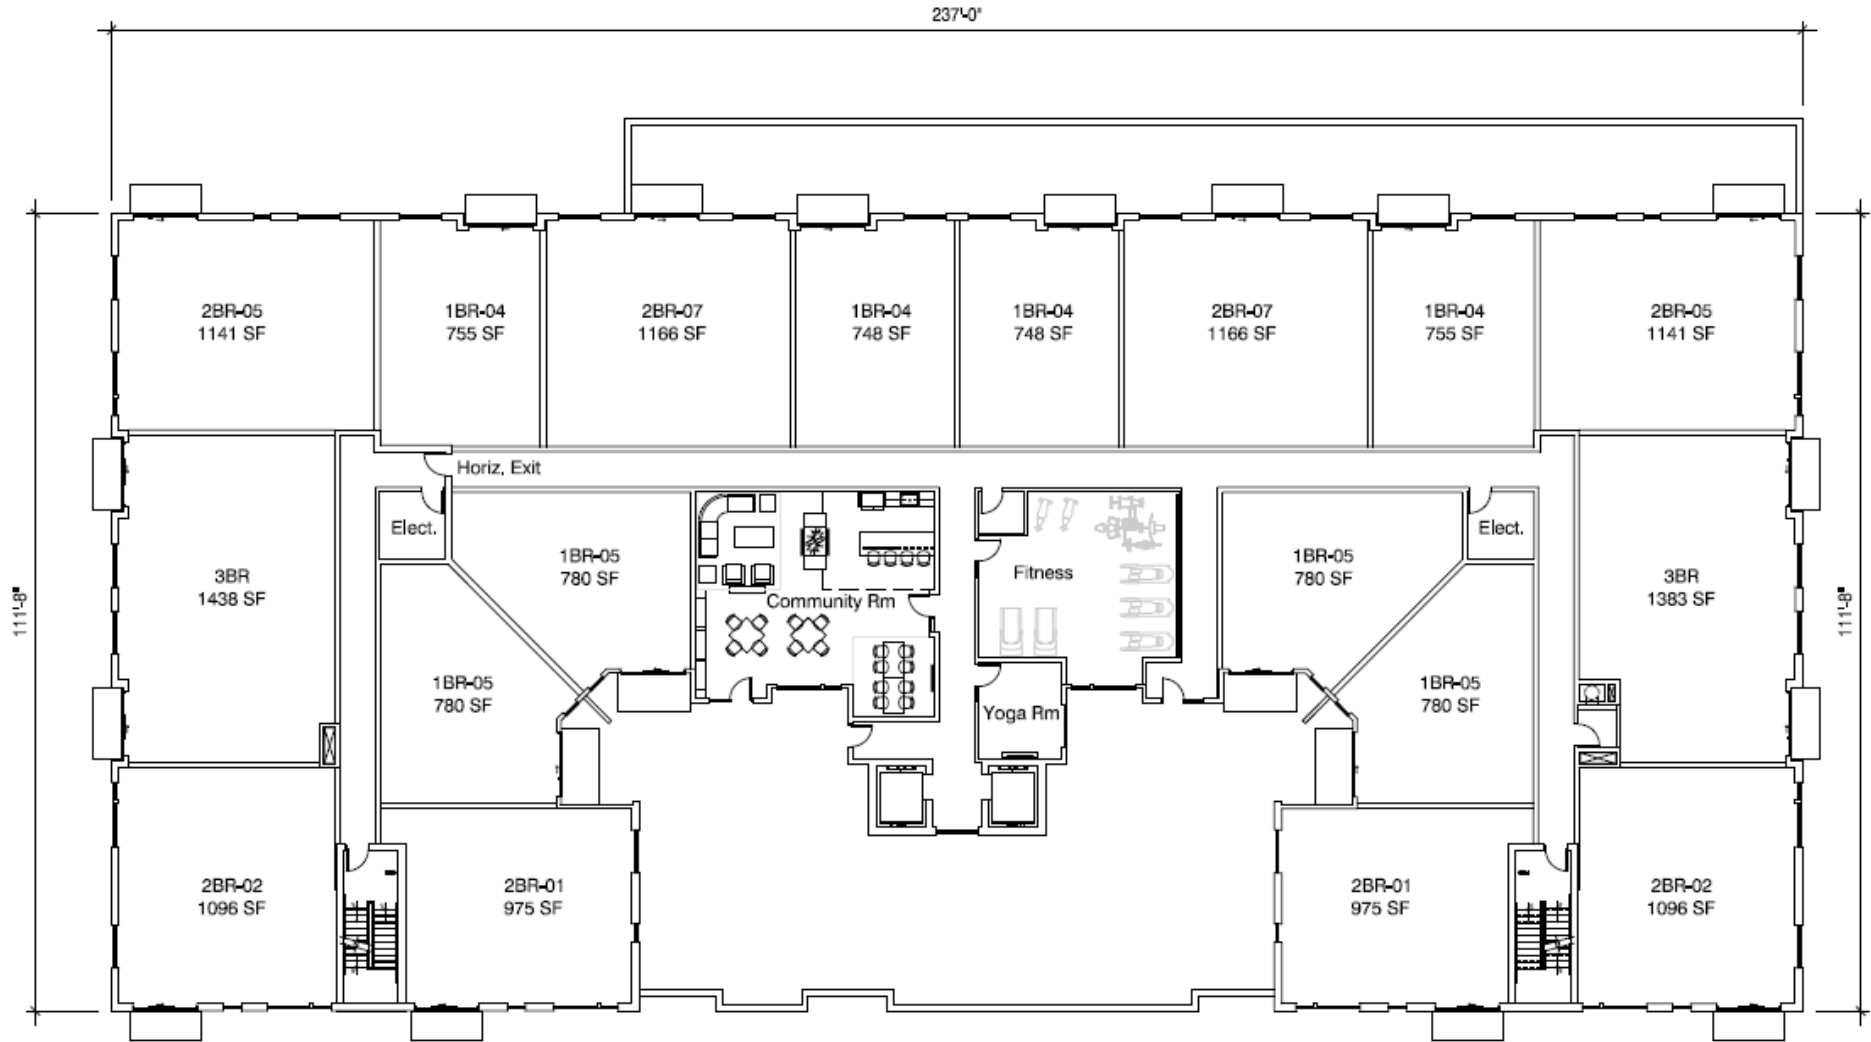 237'-0"
2BR-05
1141 SF
1BR-04
755 SF
2BR-07
1166 SF
1BR-04
748 SF
1BR-04
748 SF
2BR-07
1166 SF
1BR-04
755 SF
2BR-05
1141 SF
Horiz. Exit
Elect.
1BR-05
780 SF
Community Rm
Fitness
1BR-05
780 SF
Elect.
3BR
1438 SF
3BR
1383 SF
111'-8"
111'-8"
1BR-05
780 SF
Yoga Rm
1BR-05
780 SF
2BR-02
1096 SF
2BR-01
975 SF
2BR-01
975 SF
2BR-02
1096 SF